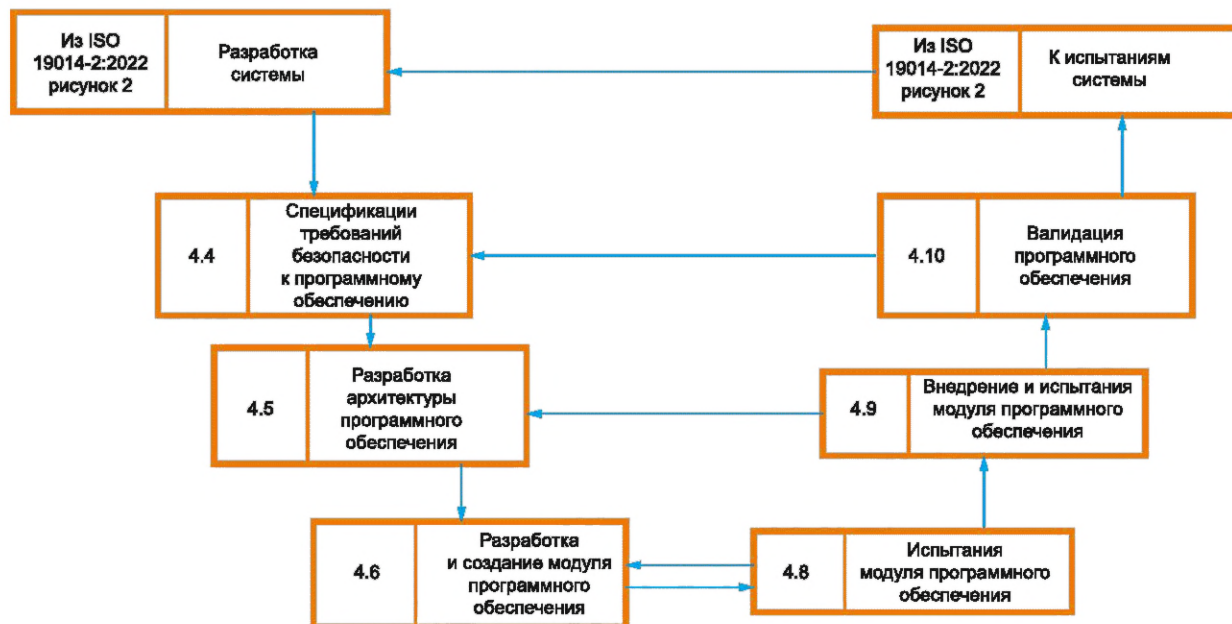 Из ISO
19014-2:2022
рисунок 2
Разработка
системы
Из ISO
19014-2:2022
рисунок 2
К испытаниям
системы
4.4
Спецификации
требований
безопасности
к программному
обеспечению
4.10
Валидация
программного
обеспечения
4.5
Разработка
архитектуры
программного
обеспечения
4.9
Внедрение и испытания
модуля программного
обеспечения
4.6
Разработка
и создание модуля
программного
обеспечения
4.8
Испытания
модуля программного
обеспечения